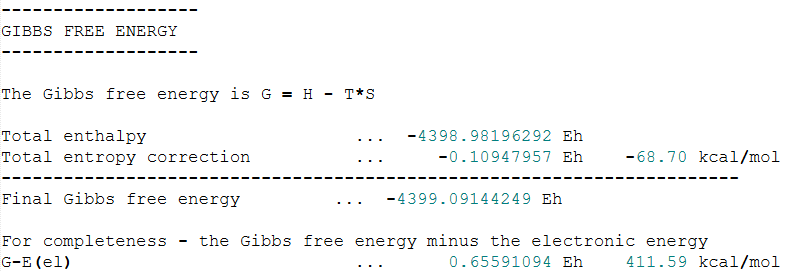 -------------------
GIBBS FREE ENERGY
-------------------
The Gibbs free energy is G = H - T*S
Total enthalpy ... -4398.98196292 Eh
Total entropy correction ... -0.10947957 Eh -68.70 kcal/mol
-----------------------------------------------------------------------
Final Gibbs free energy ... -4399.09144249 Eh
For completeness - the Gibbs free energy minus the electronic energy
G-E(el) ... 0.65591094 Eh 411.59 kcal/mol